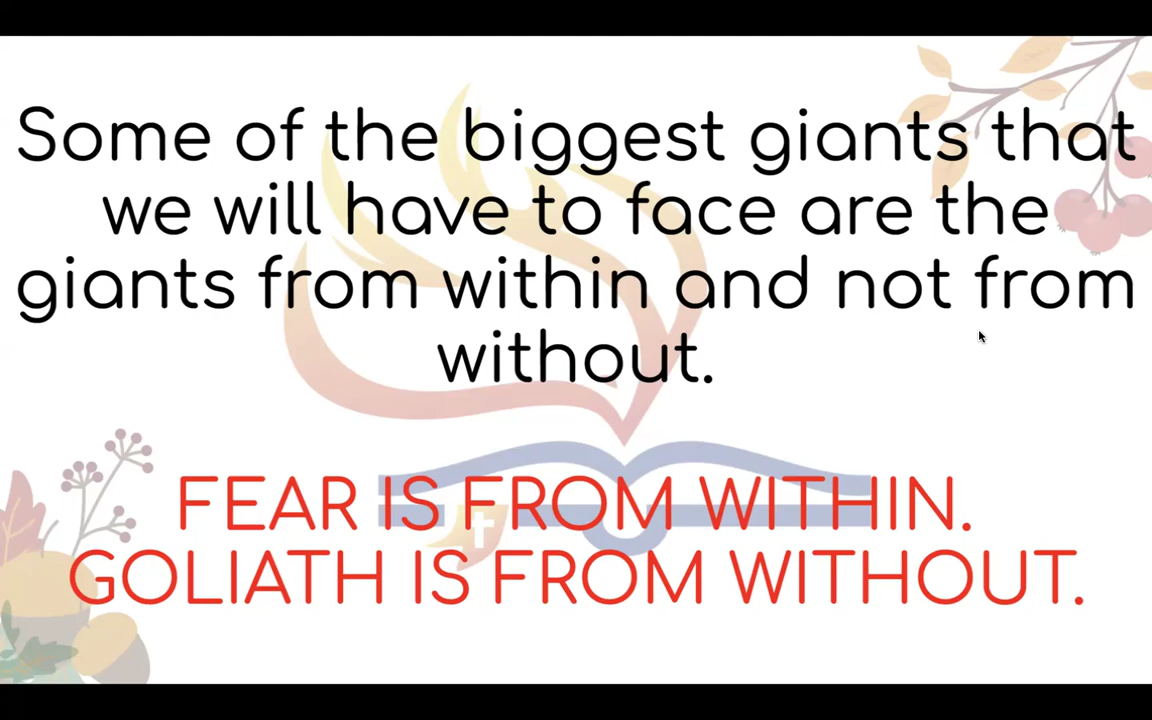 Some of the biggest giants that
we will have to face are the
giants from within and not from
without.
FEAR IS FROM WITHIN.
GOLIATH IS FROM WITHOUT.